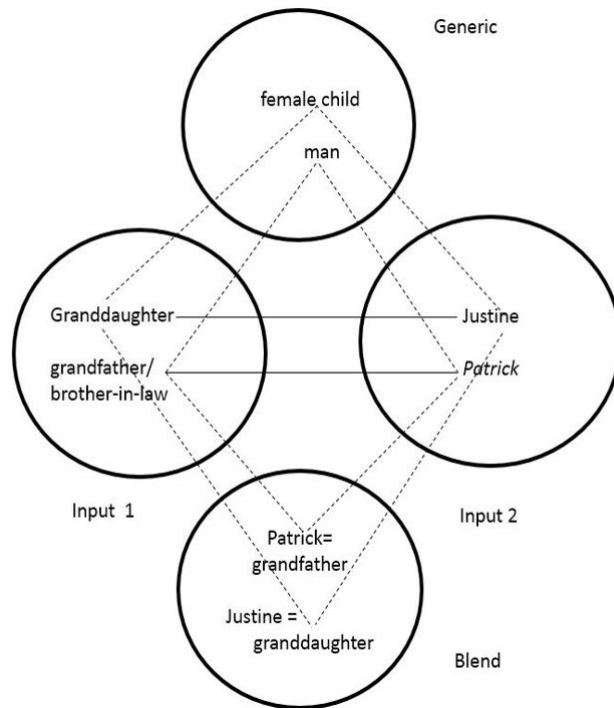 Generic
female child
man
Granddaughter
Justine
grandfather/
brother-in-law
Patrick
Input 1
Input 2
Patrick=
grandfather
Justine =
granddaughter
Blend